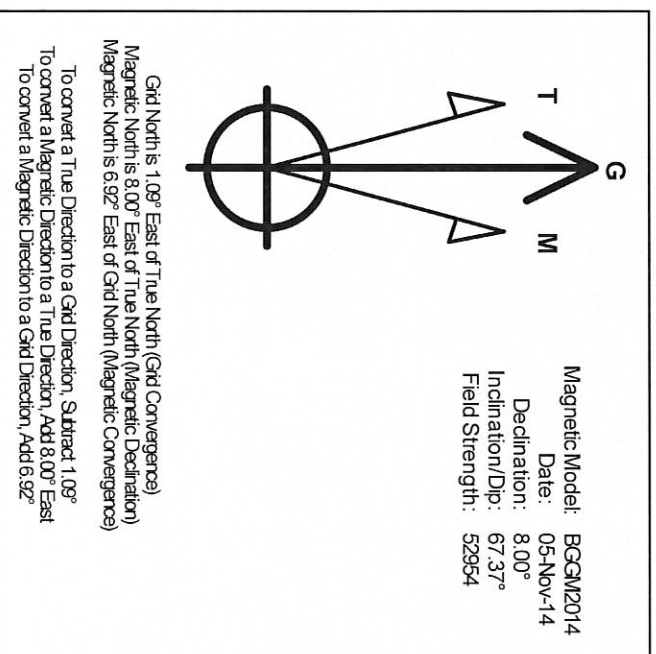 T G M
Magnetic Model: BGGM2014
Date: 05-Nov-14
Declination: 8.00°
Inclination/Dip: 67.37°
Field Strength: 52954
Grid North is 1.09° East of True North (Grid Convergence)
Magnetic North is 8.00° East of True North (Magnetic Declination)
Magnetic North is 6.92° East of Grid North (Magnetic Convergence)
To convert a True Direction to a Grid Direction, Subtract 1.09°
To convert a Magnetic Direction to a True Direction, Add 8.00° East
To convert a Magnetic Direction to a Grid Direction, Add 6.92°